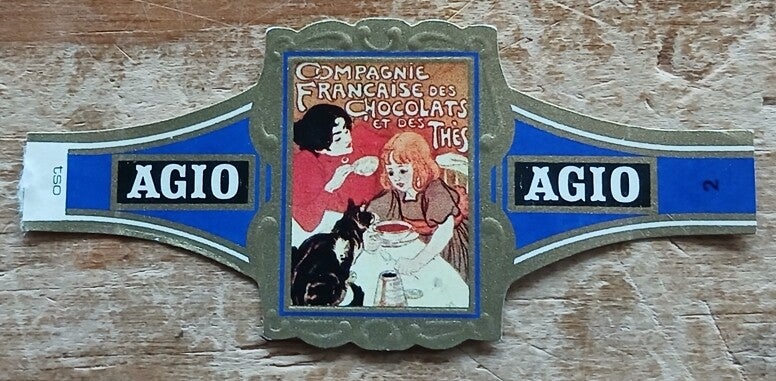 COMPAGNIE
FRANCAISE DES
CHOCOLATS
ET DES THÉS
tso
AGIO
AGIO
2